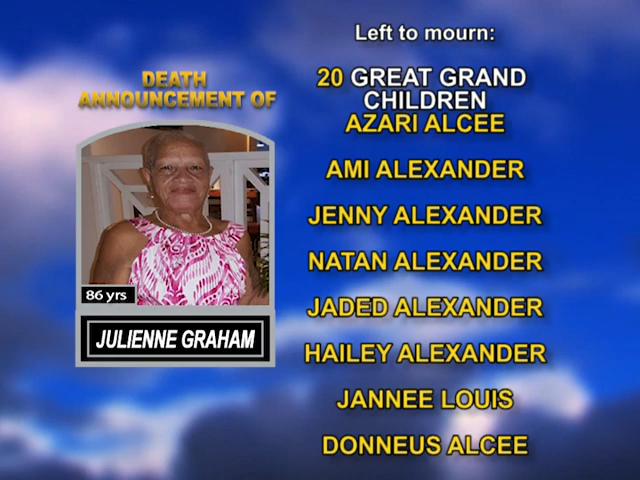 DEATH
ANNOUNCEMENT OF
86 yrs
JULIENNE GRAHAM
Left to mourn:
20 GREAT GRAND
CHILDREN
AZARI ALCEE
AMI ALEXANDER
JENNY ALEXANDER
NATAN ALEXANDER
JADED ALEXANDER
HAILEY ALEXANDER
JANNEE LOUIS
DONNEUS ALCEE